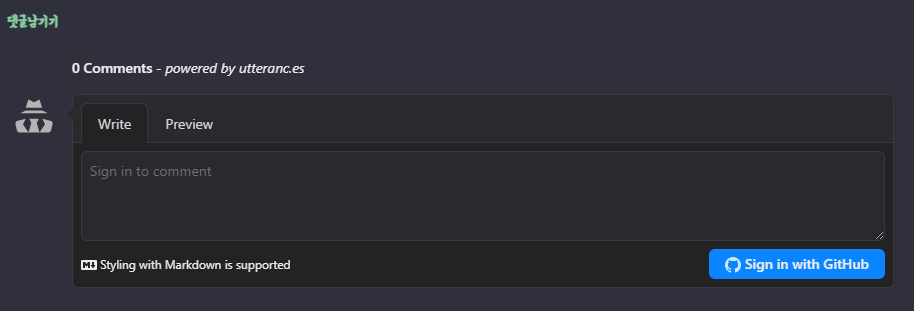 댓글남기기
0 Comments - powered by utteranc.es
Write Preview
Sign in to comment
Styling with Markdown is supported
Sign in with GitHub